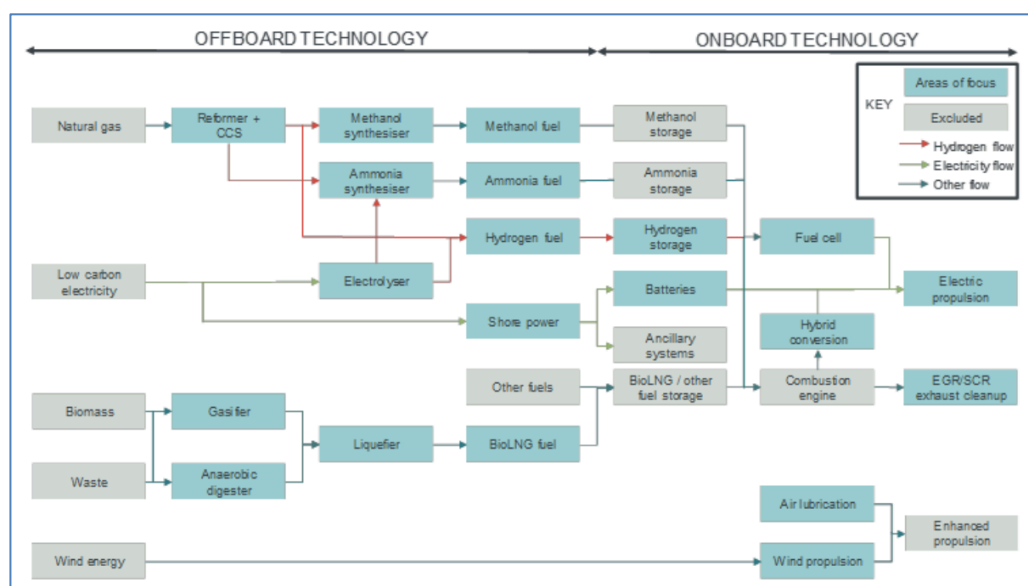 OFFBOARD TECHNOLOGY
ONBOARD TECHNOLOGY
KEY
Areas of focus
Excluded
Hydrogen flow
Electricity flow
Other flow
Natural gas
Reformer +
CCS
Methanol
synthesiser
Methanol fuel
Methanol
storage
Ammonia
synthesiser
Ammonia fuel
Ammonia
storage
Hydrogen fuel
Hydrogen
storage
Fuel cell
Low carbon
electricity
Electrolyser
Batteries
Electric
propulsion
Shore power
Ancillary
systems
Hybrid
conversion
Other fuels
BioLNG / other
fuel storage
Combustion
engine
EGR/SCR
exhaust cleanup
Biomass
Gasifer
Liquefier
BioLNG fuel
Waste
Anaerobic
digester
Air lubrication
Enhanced
propulsion
Wind energy
Wind propulsion